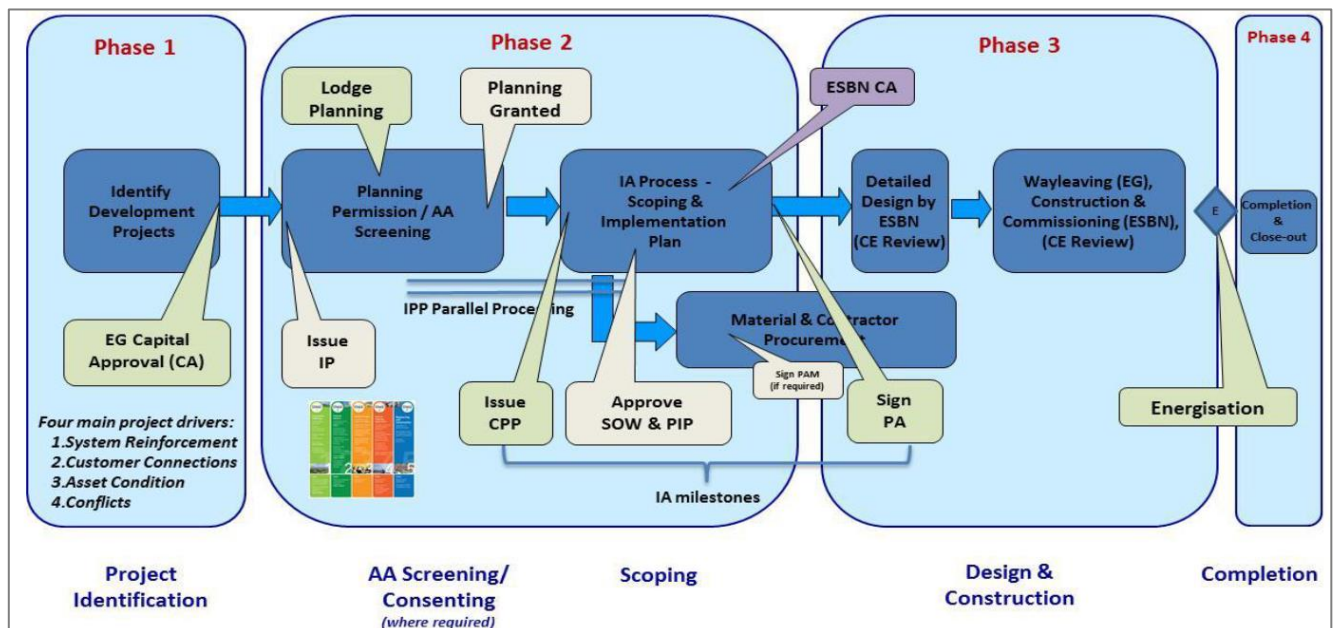 Phase 1
Phase 2
Phase 3
Phase 4
Lodge
Planning
Planning
Granted
ESBN CA
Identify
Development
Projects
Planning
Permission / AA
Screening
IA Process -
Scoping &
Implementation
Plan
Detailed
Design by
ESBN
(CE Review)
Wayleaving (EG),
Construction &
Commissioning (ESBN),
(CE Review)
E
Completion
&
Close-out
IPP Parallel Processing
Material & Contractor
Procurement
Sign PAM
(if required)
EG Capital
Approval (CA)
Issue
IP
Issue
CPP
Approve
SOW & PIP
Sign
PA
Energisation
Four main project drivers:
1.System Reinforcement
2.Customer Connections
3.Asset Condition
4.Conflicts
IA milestones
Project
Identification
AA Screening/
Consenting
(where required)
Scoping
Design &
Construction
Completion